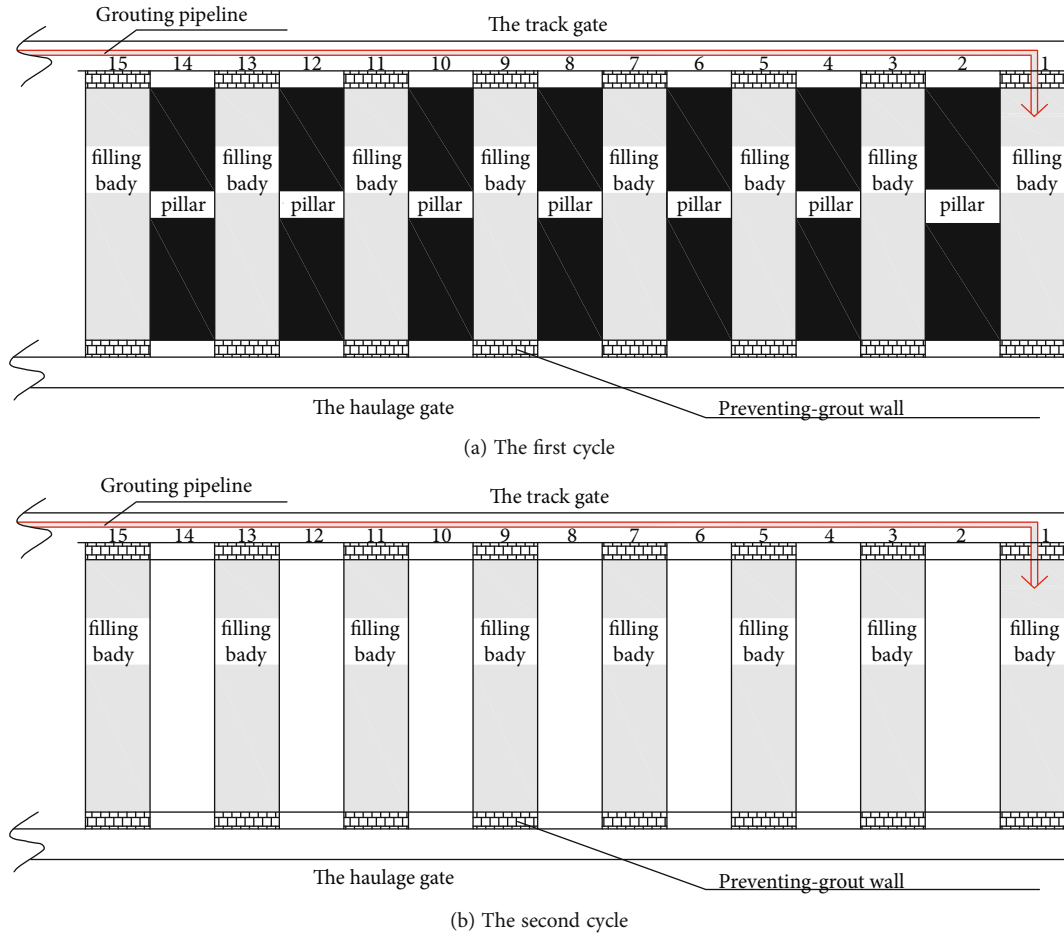 Grouting pipeline
The track gate
15 14 13 12 11 10 9 8 7 6 5 4 3 2 1
filling bady
filling bady
filling bady
filling bady
filling bady
filling bady
filling bady
filling bady
pillar pillar pillar pillar pillar pillar pillar
The haulage gate
Preventing-grout wall
(a) The first cycle
Grouting pipeline
The track gate
15 14 13 12 11 10 9 8 7 6 5 4 3 2 1
filling bady
filling bady
filling bady
filling bady
filling bady
filling bady
filling bady
filling bady
The haulage gate
Preventing-grout wall
(b) The second cycle